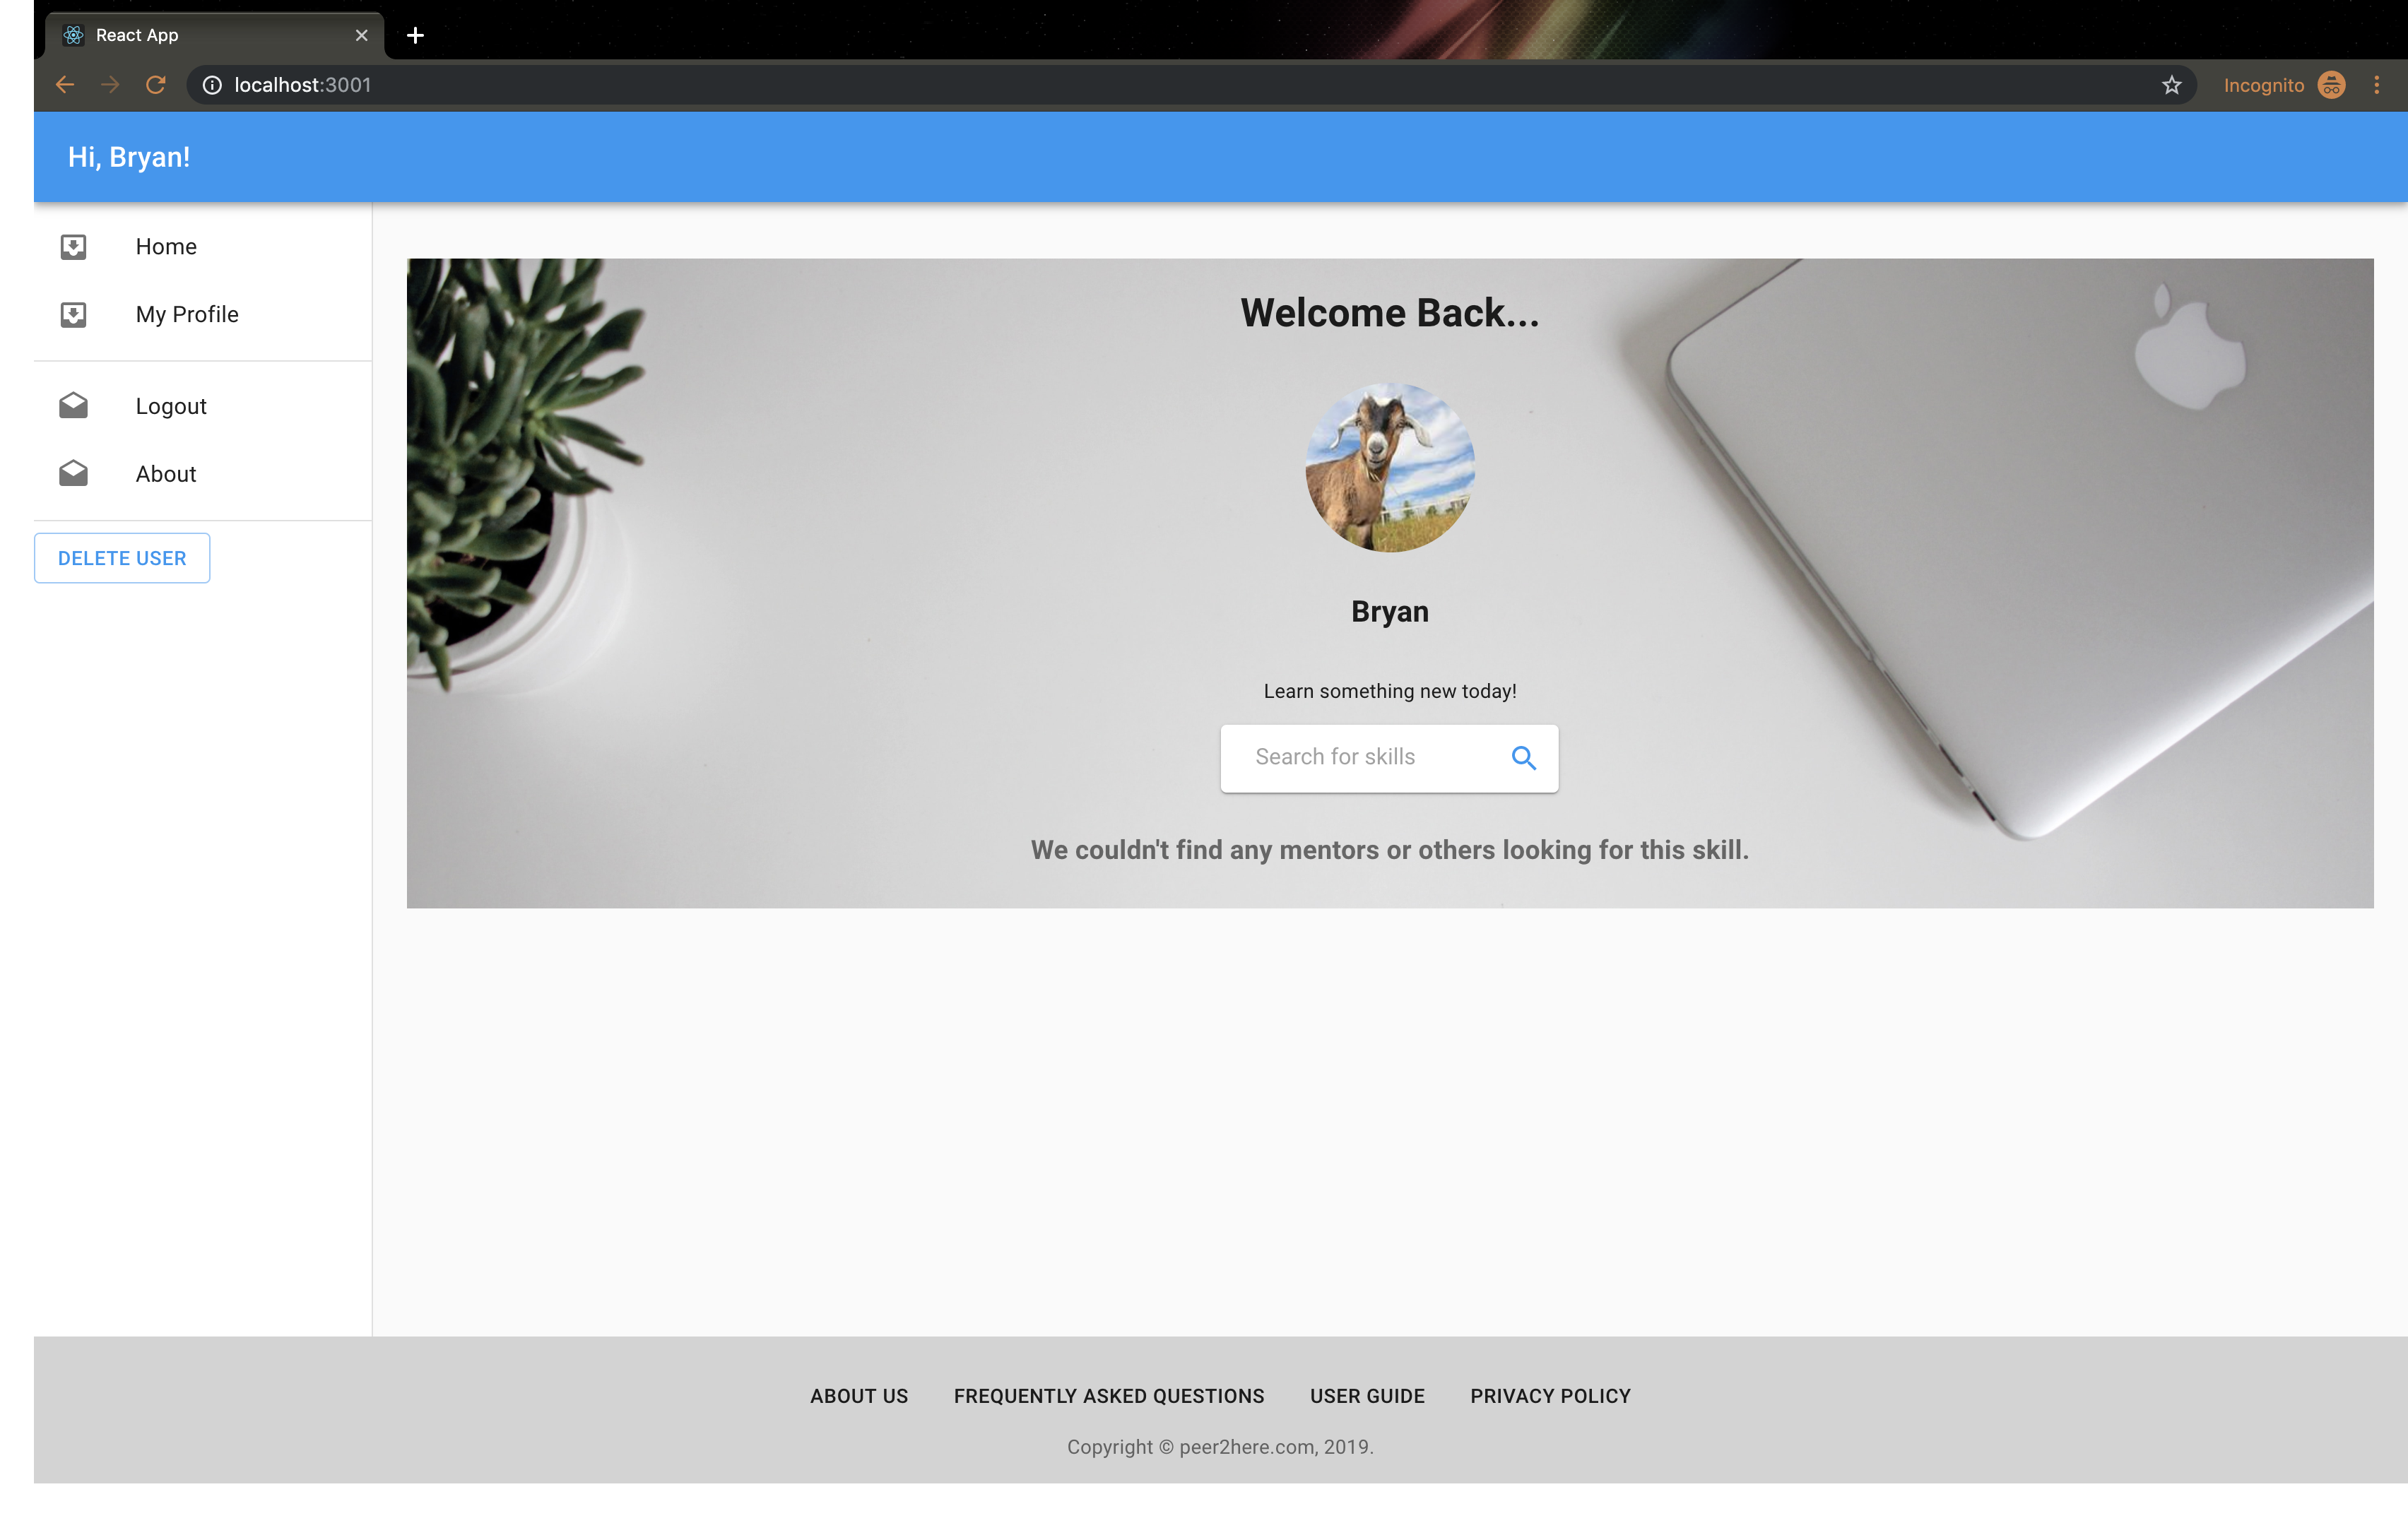 React App
localhost:3001
Incognito
Hi, Bryan!
Home
My Profile
Logout
About
DELETE USER
Welcome Back...
Bryan
Learn something new today!
Search for skills
We couldn't find any mentors or others looking for this skill.
ABOUT US FREQUENTLY ASKED QUESTIONS USER GUIDE PRIVACY POLICY
Copyright © peer2here.com, 2019.